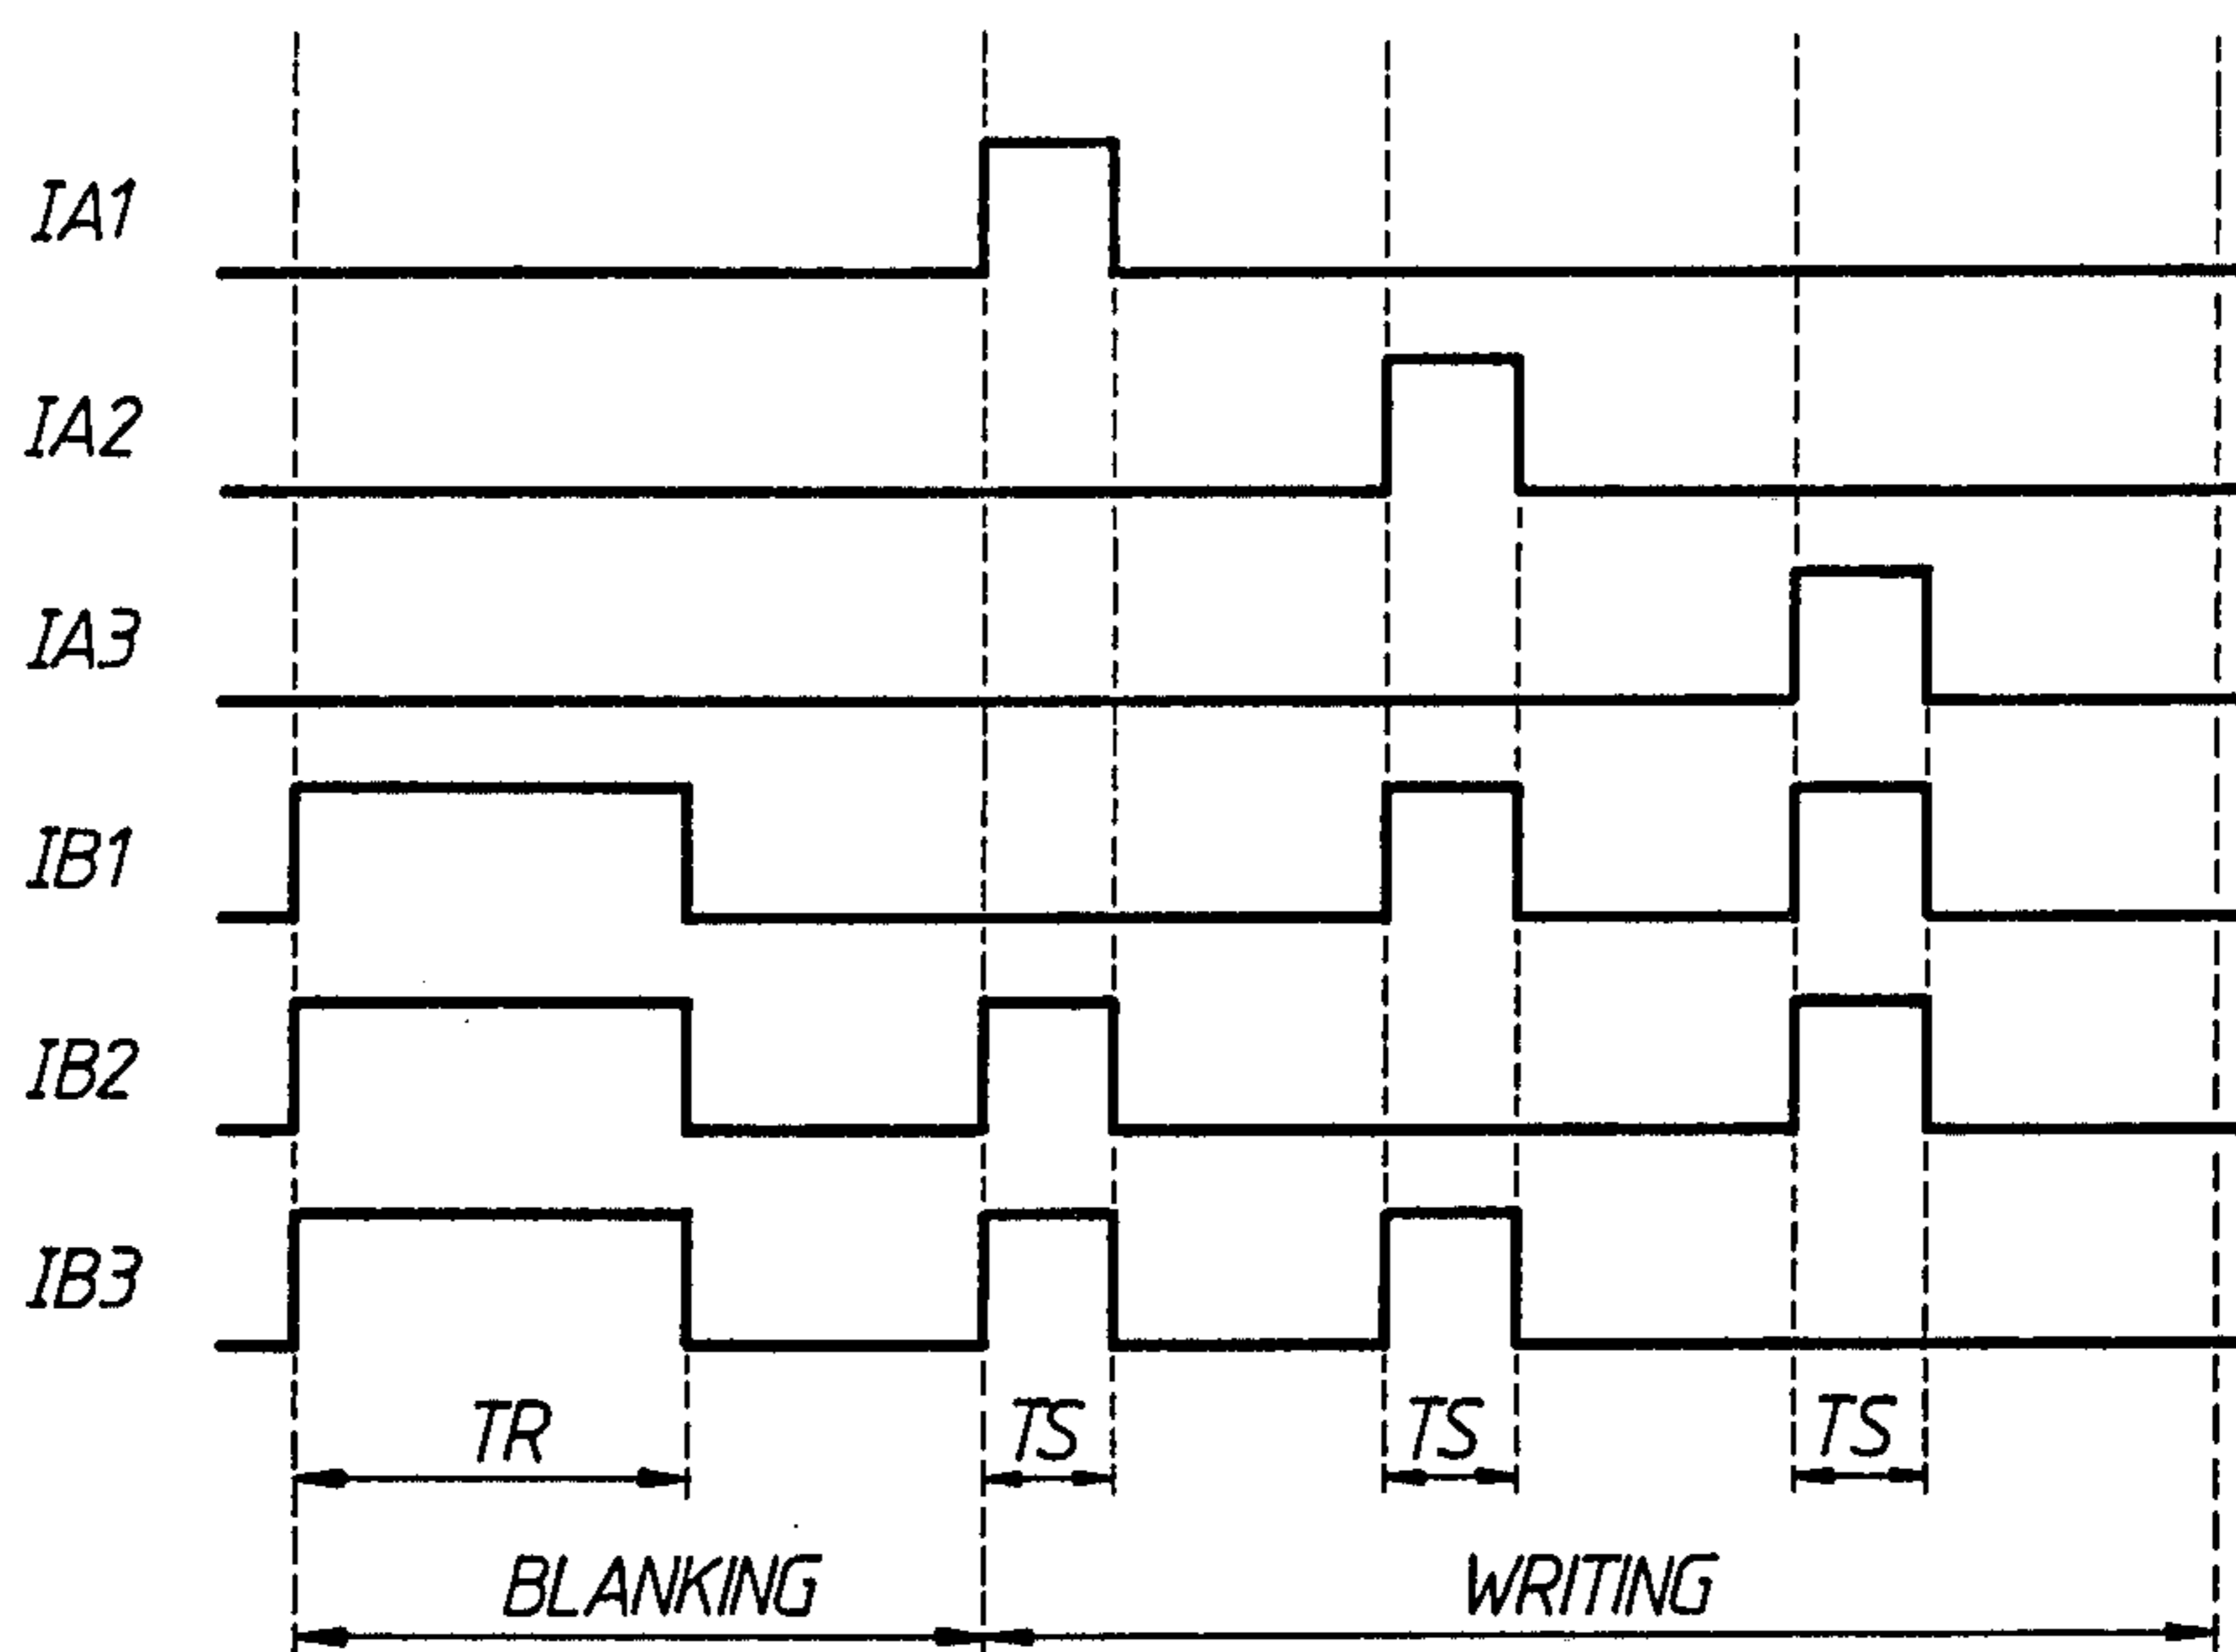 IA1
IA2
IA3
IB1
IB2
IB3
TR TS TS TS
BLANKING WRITING